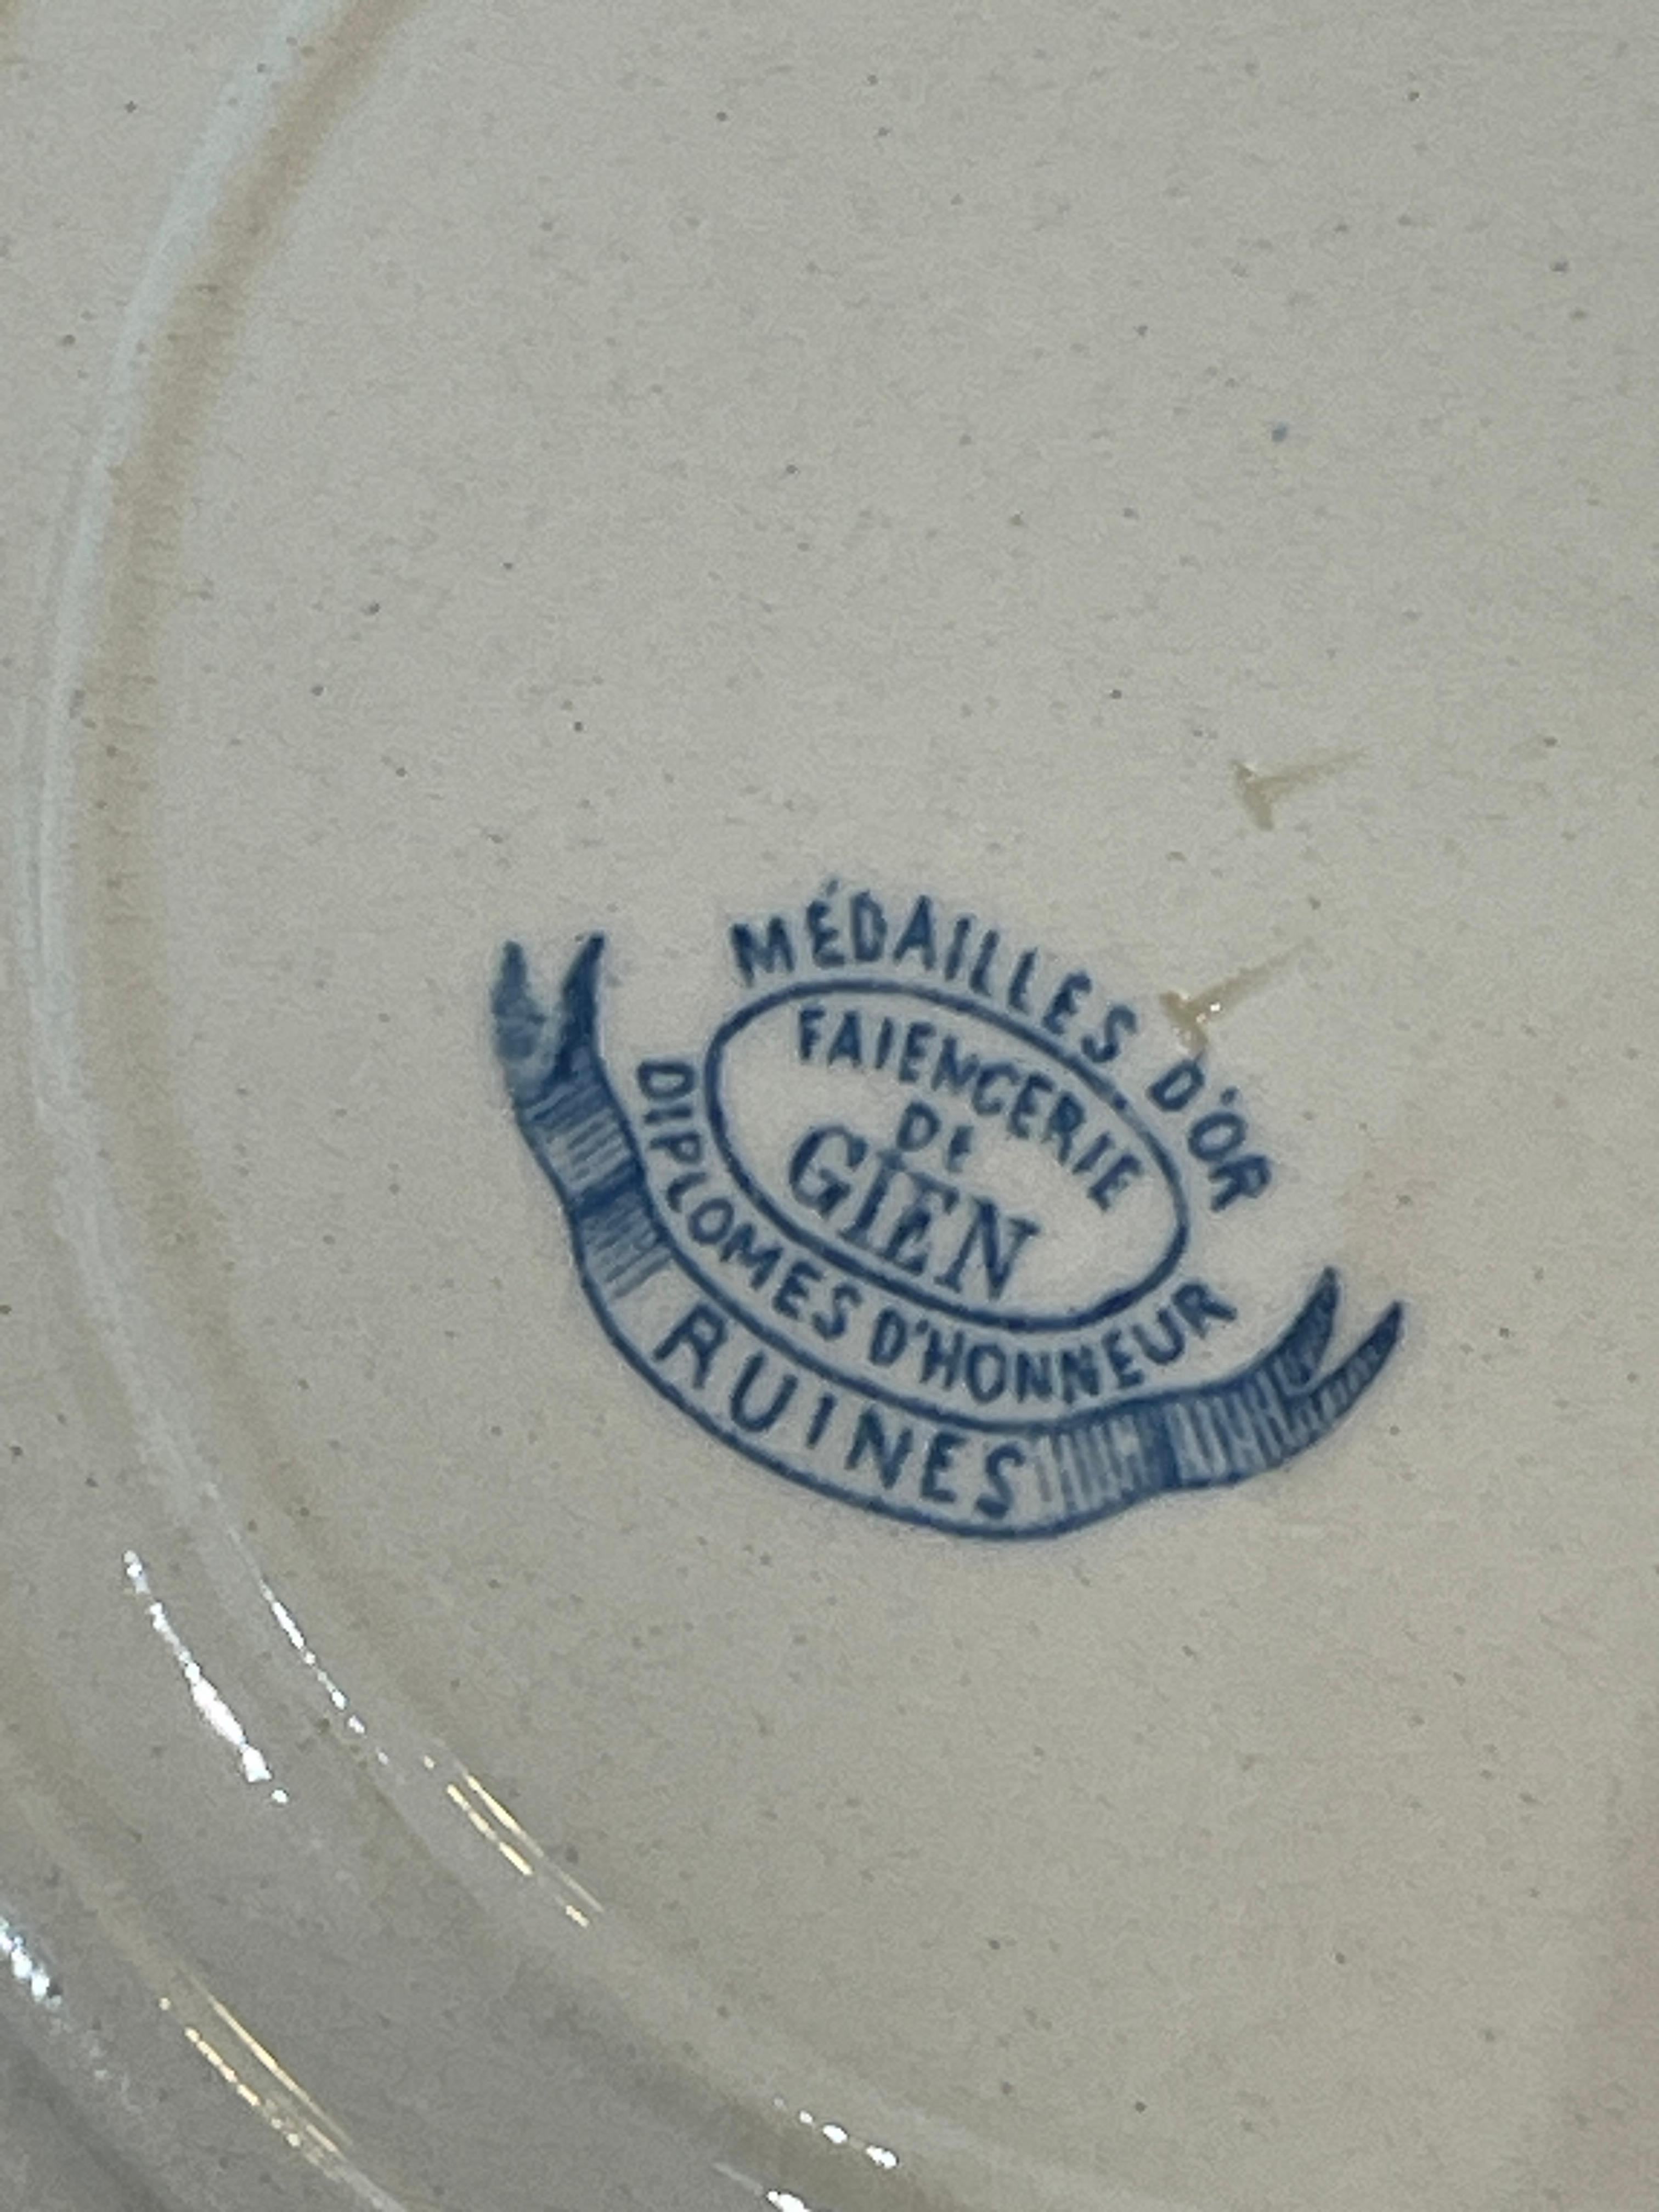 MÉDAILLES D'OR
FAIENCERIE
DE
GIEN
DIPLOMES D'HONNEUR
RUINES